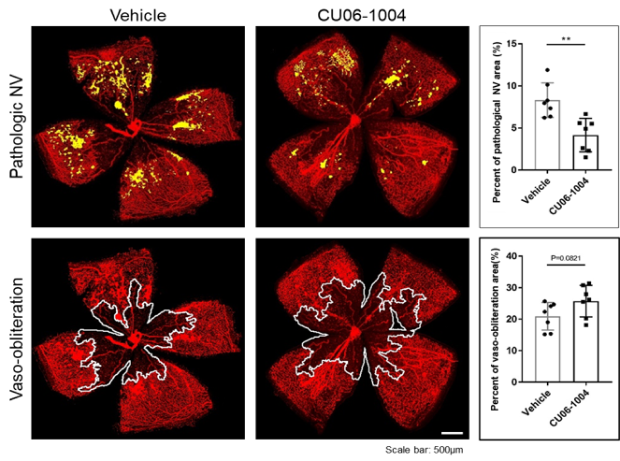 Vehicle
CU06-1004
Pathologic NV
Percent of pathological NV area (%)
15
10
5
0
**
Vehicle
CU06-1004
Vaso-obliteration
Percent of vaso-obliteration area(%)
40
30
20
10
0
P=0.0821
Vehicle
CU06-1004
Scale bar: 500μm